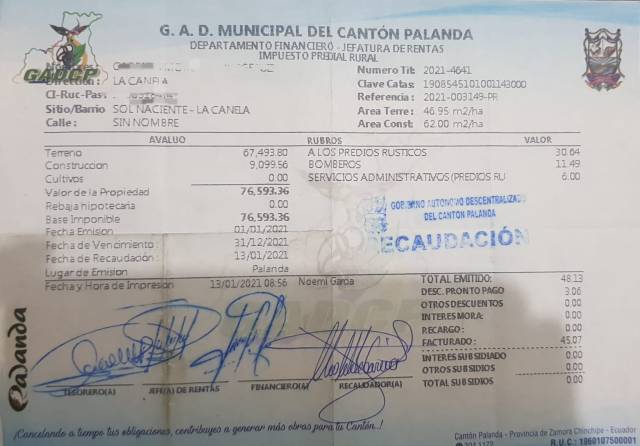 G. A. D. MUNICIPAL DEL CANTÓN PALANDA
DEPARTAMENTO FINANCIERO - JEFATURA DE RENTAS
IMPUESTO PREDIAL RURAL
GADCP
Numero Tit: 2021-4641
Dirección : LA CANELA
Clave Catas: 1908545101001143000
CI-Ruc-Pass.
Referencia : 2021-003149-PR
Sitio/Barrio SOL NACIENTE - LA CANELA
Area Terre: 46.95 m2/ha
Calle : SIN NOMBRE
Area Const: 62.00 m2/ha
AVALUO RUBROS VALOR
Terreno 67,493.80 A LOS PREDIOS RUSTICOS 30.64
Construccion 9,099.56 BOMBEROS 11.49
Cultivos 0.00 SERVICIOS ADMINISTRATIVOS (PREDIOS RU 6.00
Valor de la Propiedad 76,593.36
Rebaja hipotecaria 0.00
Base Imponible 76,593.36
Fecha Emision 01/01/2021
Fecha de Vencimiento : 31/12/2021
Fecha de Recaudación : 13/01/2021
Lugar de Emision Palanda
Fecha y Hora de Impresión 13/01/2021 08:56 Noemi Garcia
GOBIERNO AUTONOMO DESCENTRALIZADO
DEL CANTON PALANDA
RECAUDACIÓN
TOTAL EMITIDO: 48.13
DESC. PRONTO PAGO 3.06
OTROS DESCUENTOS 0.00
INTERES MORA: 0.00
RECARGO : 0.00
FACTURADO : 45.07
INTERES SUBSIDIADO 0.00
OTROS SUBSIDIOS 0.00
TOTAL SUBSIDIOS 0.00
Palanda
TESORERO(A) JEFE(A) DE RENTAS FINANCIERO(A) RECAUDADOR(A)
¡Cancelando a tiempo tus obligaciones, contribuyes a generar más obras para tu Cantón.!
Cantón Palanda - Provincia de Zamora Chinchipe - Ecuador
R.U.C.: 1960107500001